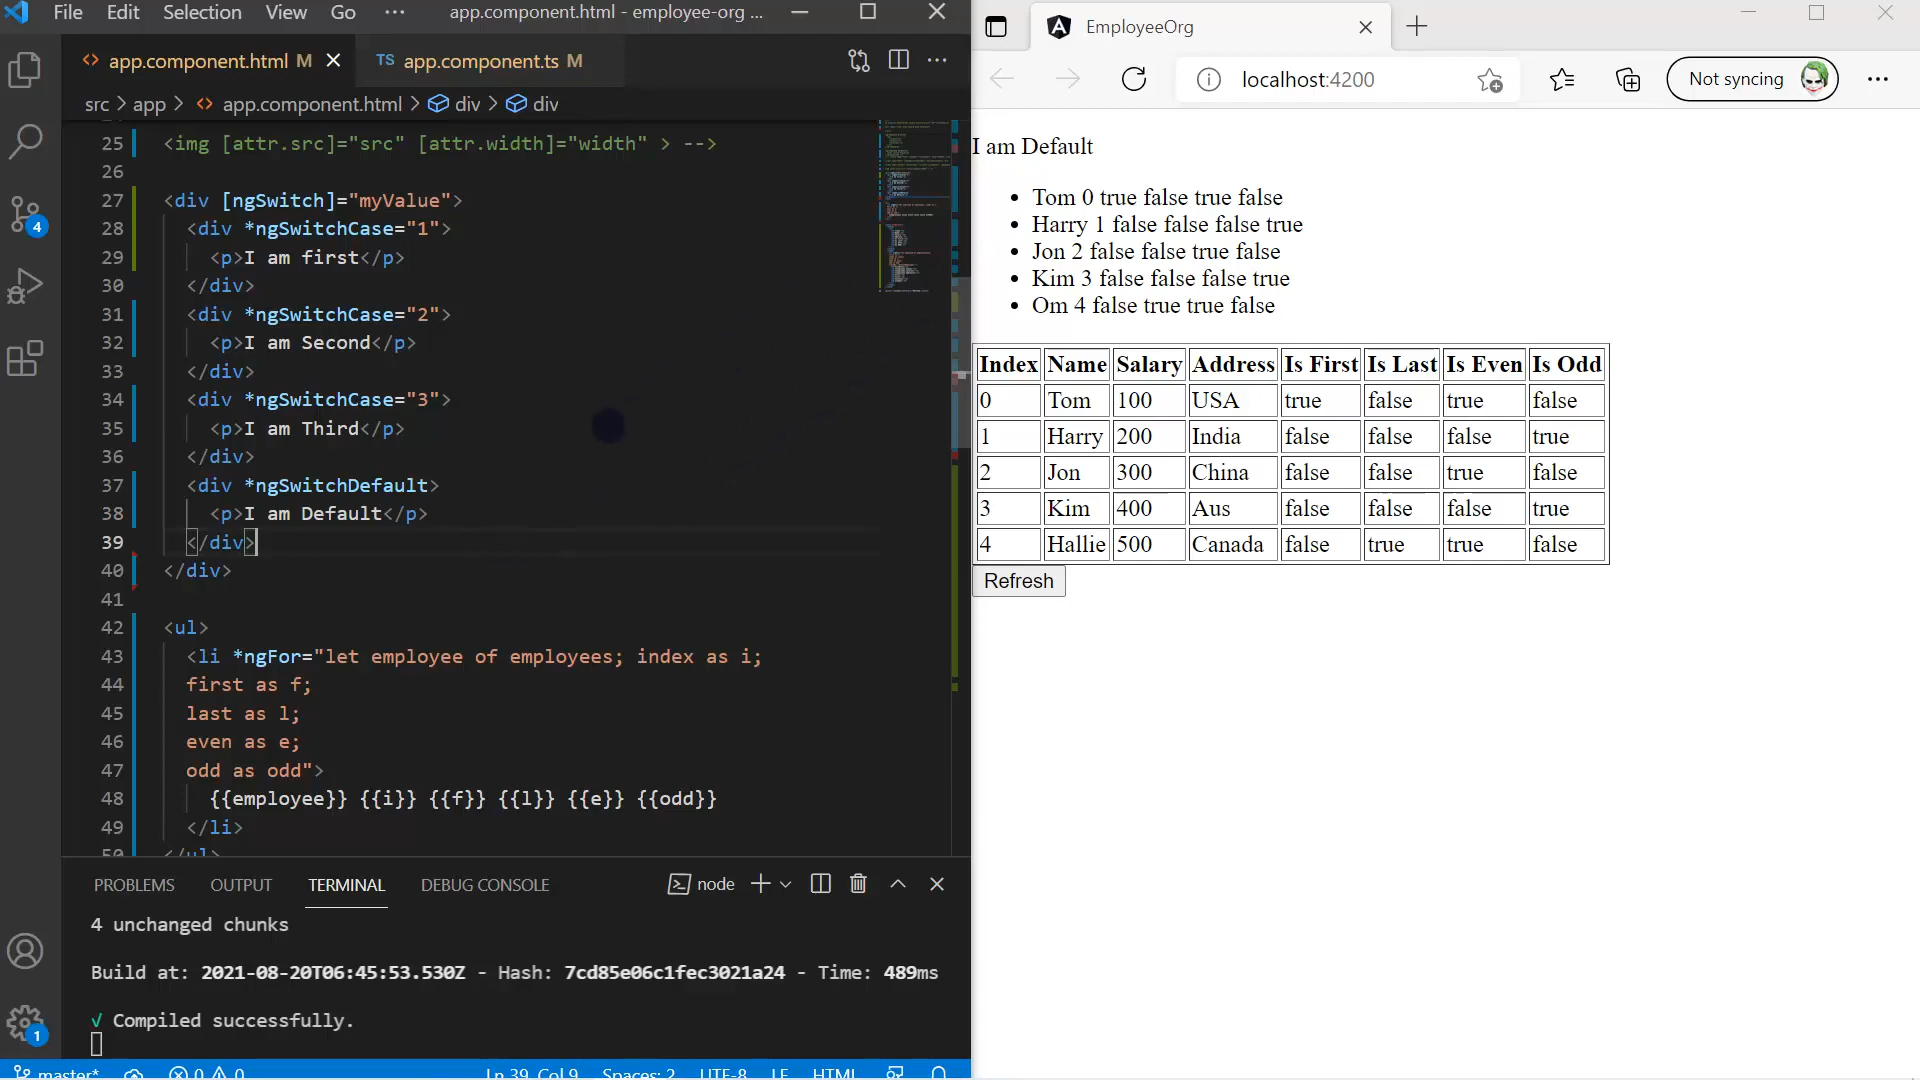 File Edit Selection View Go ··· app.component.html - employee-org ...
app.component.html M
TS app.component.ts M
src > app > app.component.html > div > div
25 <img [attr.src]="src" [attr.width]="width" > -->
26
27 <div [ngSwitch]="myValue">
28 <div *ngSwitchCase="1">
29 <p>I am first</p>
30 </div>
31 <div *ngSwitchCase="2">
32 <p>I am Second</p>
33 </div>
34 <div *ngSwitchCase="3">
35 <p>I am Third</p>
36 </div>
37 <div *ngSwitchDefault>
38 <p>I am Default</p>
39 </div>
40 </div>
41
42 <ul>
43 <li *ngFor="let employee of employees; index as i;
44 first as f;
45 last as l;
46 even as e;
47 odd as odd">
48 {{employee}} {{i}} {{f}} {{l}} {{e}} {{odd}}
49 </li>
50 </ul>
PROBLEMS OUTPUT TERMINAL DEBUG CONSOLE
node
4 unchanged chunks
Build at: 2021-08-20T06:45:53.530Z - Hash: 7cd85e06c1fec3021a24 - Time: 489ms
√ Compiled successfully.
4
1
master* 0 0 Ln 39, Col 9 Spaces: 2 UTF-8 LF HTML
EmployeeOrg
localhost:4200
Not syncing
I am Default
• Tom 0 true false true false
• Harry 1 false false false true
• Jon 2 false false true false
• Kim 3 false false false true
• Om 4 false true true false
Index Name Salary Address Is First Is Last Is Even Is Odd
0 Tom 100 USA true false true false
1 Harry 200 India false false false true
2 Jon 300 China false false true false
3 Kim 400 Aus false false false true
4 Hallie 500 Canada false true true false
Refresh